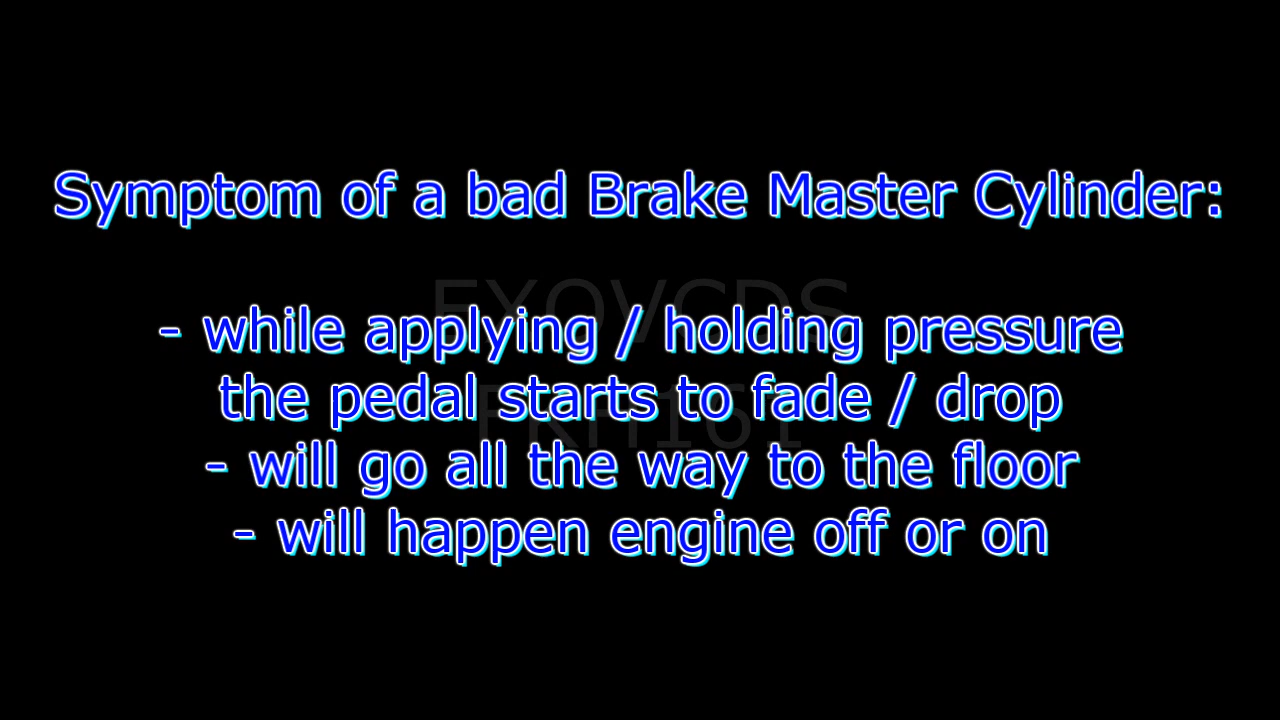 Symptom of a bad Brake Master Cylinder:
- while applying / holding pressure
the pedal starts to fade / drop
- will go all the way to the floor
- will happen engine off or on